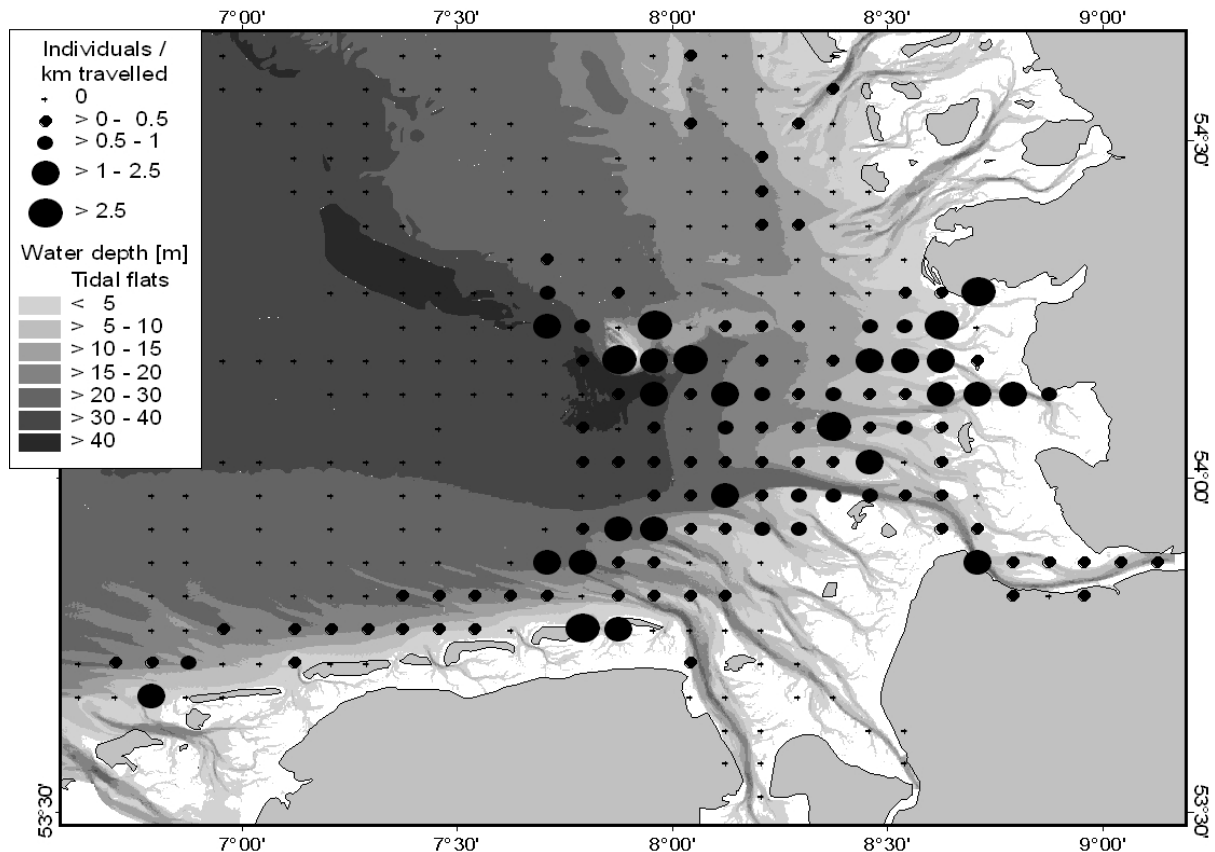 7°00' 7°30' 8°00' 8°30' 9°00'
Individuals /
km travelled
0
> 0 - 0.5
> 0.5 - 1
> 1 - 2.5
> 2.5
Water depth [m]
Tidal flats
< 5
> 5 - 10
> 10 - 15
> 15 - 20
> 20 - 30
> 30 - 40
> 40
54°30'
54°00'
53°30'
53°30'
7°00' 7°30' 8°00' 8°30' 9°00'